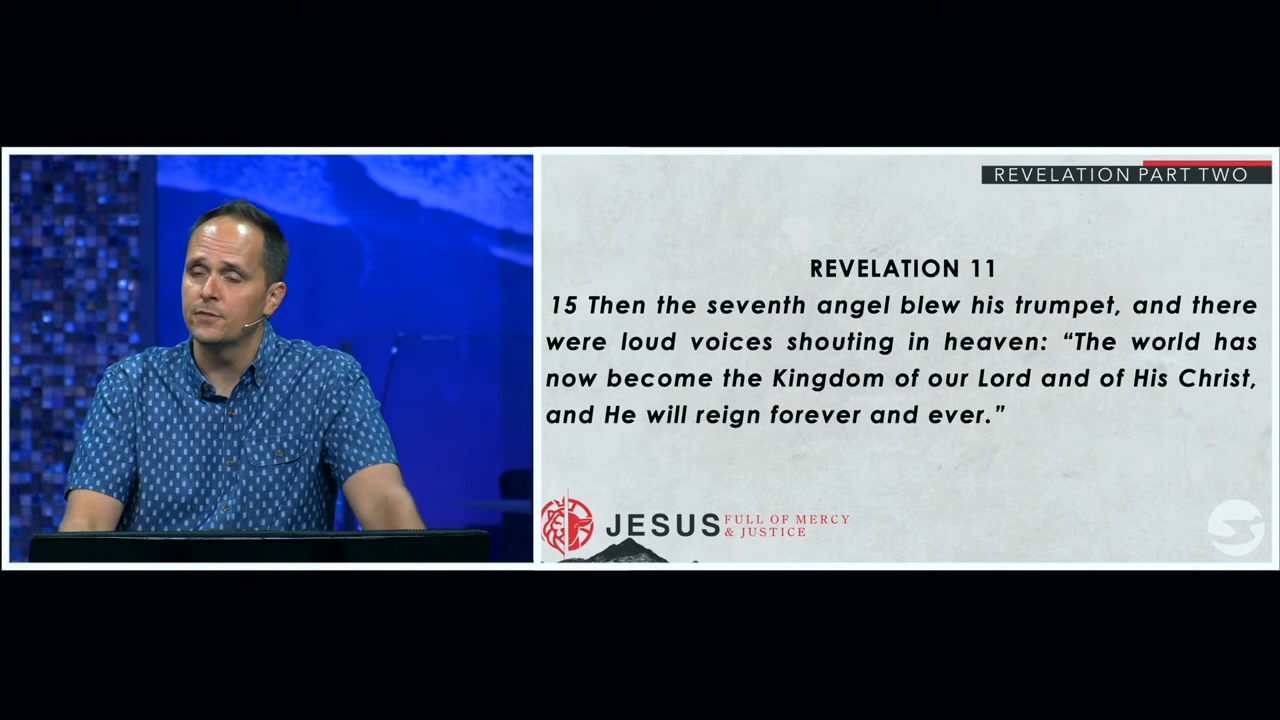 REVELATION PART TWO
REVELATION 11
15 Then the seventh angel blew his trumpet, and there
were loud voices shouting in heaven: “The world has
now become the Kingdom of our Lord and of His Christ,
and He will reign forever and ever.”
JESUS FULL OF MERCY
& JUSTICE